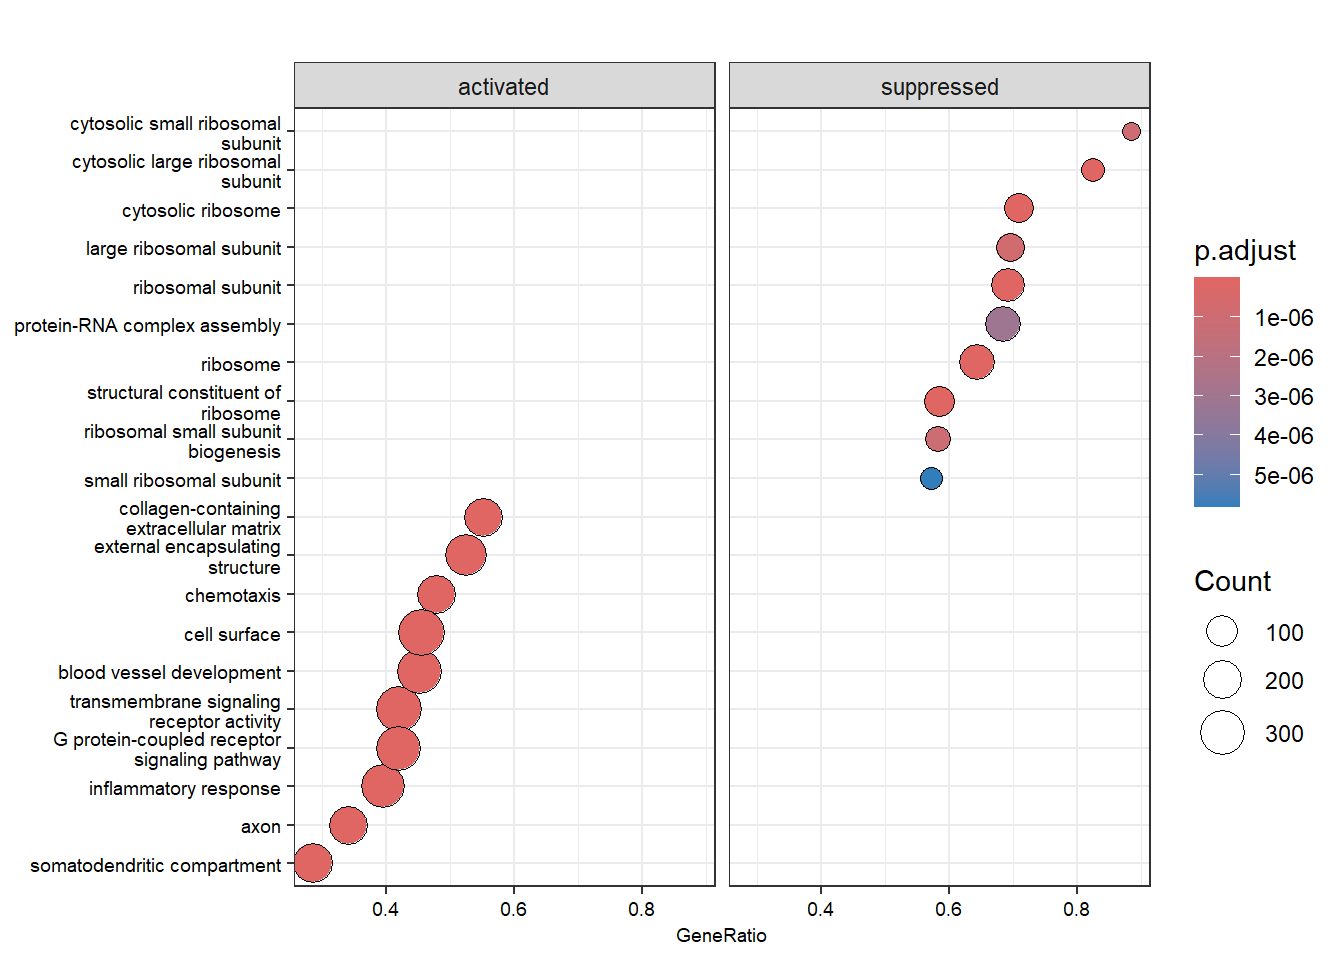 activated
suppressed
cytosolic small ribosomal
subunit
cytosolic large ribosomal
subunit
cytosolic ribosome
large ribosomal subunit
ribosomal subunit
protein-RNA complex assembly
ribosome
structural constituent of
ribosome
ribosomal small subunit
biogenesis
small ribosomal subunit
collagen-containing
extracellular matrix
external encapsulating
structure
chemotaxis
cell surface
blood vessel development
transmembrane signaling
receptor activity
G protein-coupled receptor
signaling pathway
inflammatory response
axon
somatodendritic compartment
0.4
0.6
0.8
0.4
0.6
0.8
GeneRatio
p.adjust
1e-06
2e-06
3e-06
4e-06
5e-06
Count
100
200
300